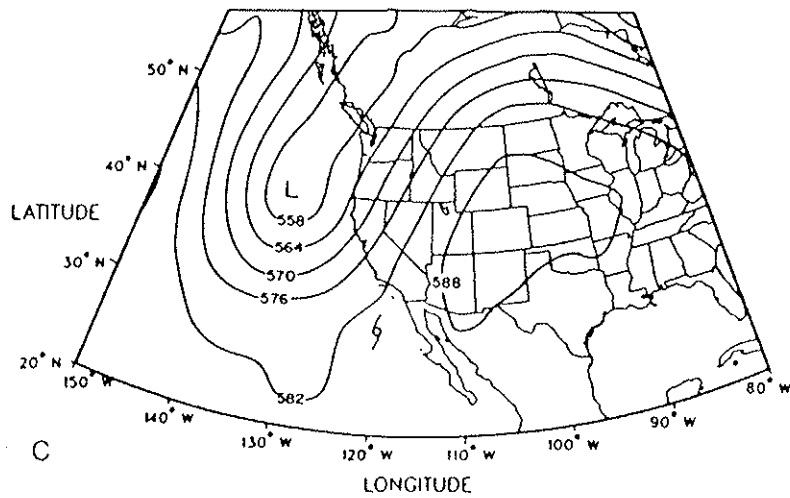 50° N
40° N
L
LATITUDE
558
564
30° N
570
588
576
20° N
150° W
582
80° W
140° W
90° W
130° W
120° W
110° W
100° W
C
LONGITUDE